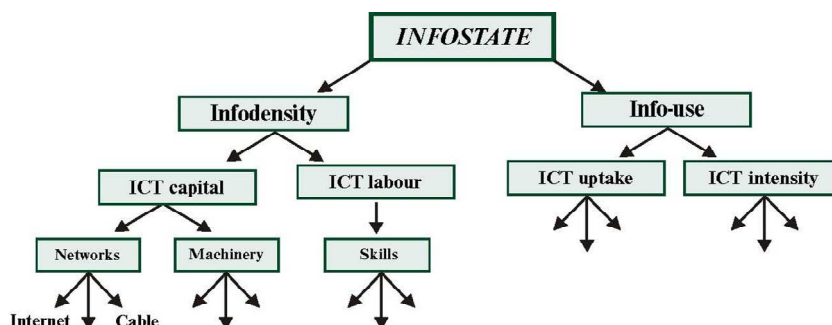 INFOSTATE
Infodensity
Info-use
ICT capital
ICT labour
ICT uptake
ICT intensity
Networks
Machinery
Skills
Internet
Cable